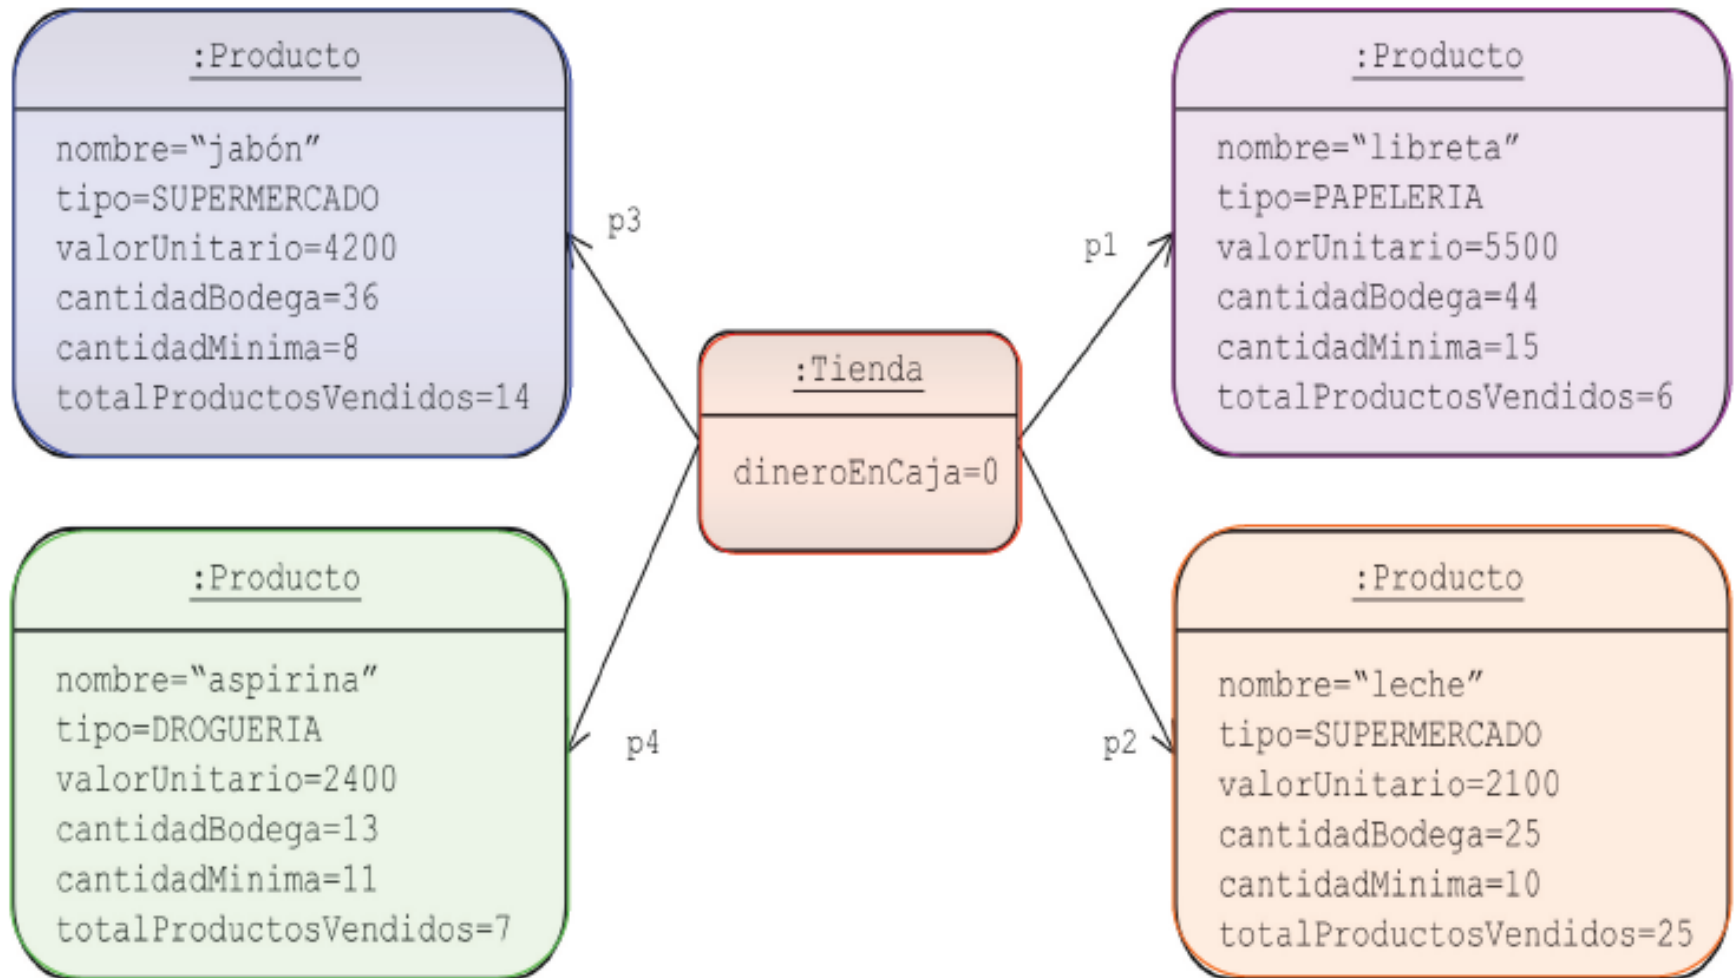 :Producto
nombre=“jabón”
tipo=SUPERMERCADO
valorUnitario=4200
cantidadBodega=36
cantidadMinima=8
totalProductosVendidos=14
p3
p1
:Producto
nombre=“libreta”
tipo=PAPELERIA
valorUnitario=5500
cantidadBodega=44
cantidadMinima=15
totalProductosVendidos=6
:Tienda
dineroEnCaja=0
:Producto
nombre=“aspirina”
tipo=DROGUERIA
valorUnitario=2400
cantidadBodega=13
cantidadMinima=11
totalProductosVendidos=7
p4
p2
:Producto
nombre=“leche”
tipo=SUPERMERCADO
valorUnitario=2100
cantidadBodega=25
cantidadMinima=10
totalProductosVendidos=25